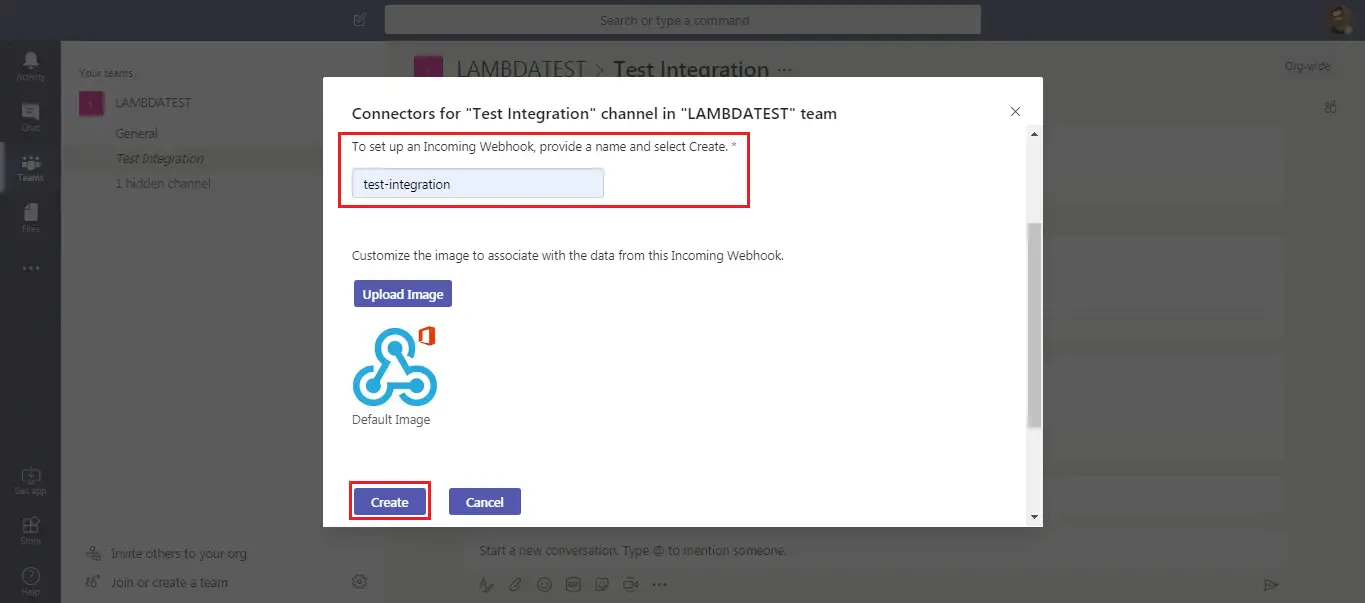 Search or type a command
Activity
Chat
Teams
Files
Get app
Store
Help
Your teams
LAMBDATEST
General
Test Integration
1 hidden channel
Invite others to your org
Join or create a team
LAMBDATEST > Test Integration ...
Org-wide
Connectors for "Test Integration" channel in "LAMBDATEST" team
To set up an Incoming Webhook, provide a name and select Create. *
test-integration
Customize the image to associate with the data from this Incoming Webhook.
Upload Image
Default Image
Create
Cancel
Start a new conversation. Type @ to mention someone.